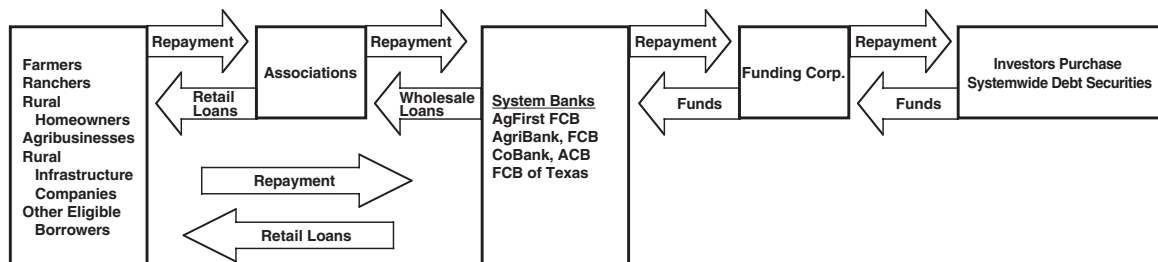 Farmers
Ranchers
Rural
Homeowners
Agribusinesses
Rural
Infrastructure
Companies
Other Eligible
Borrowers
Repayment
Retail
Loans
Associations
Repayment
Wholesale
Loans
Repayment
Retail Loans
System Banks
AgFirst FCB
AgriBank, FCB
CoBank, ACB
FCB of Texas
Repayment
Funds
Funding Corp.
Repayment
Funds
Investors Purchase
Systemwide Debt Securities